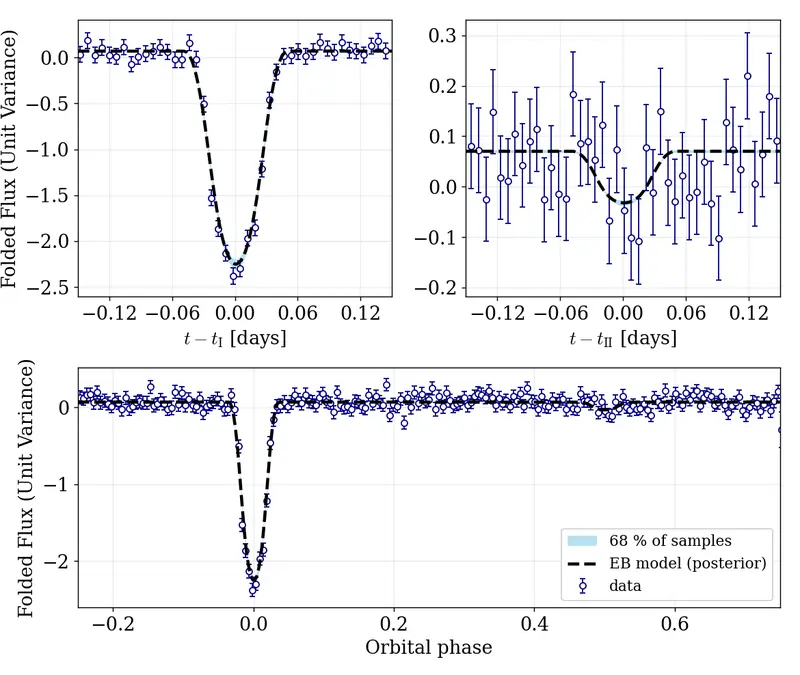 Folded Flux (Unit Variance)
0.0
−0.5
−1.0
−1.5
−2.0
−2.5
−0.12 −0.06 0.00 0.06 0.12
t − tI [days]
0.3
0.2
0.1
0.0
−0.1
−0.2
−0.12 −0.06 0.00 0.06 0.12
t − tII [days]
Folded Flux (Unit Variance)
0
−1
−2
68 % of samples
EB model (posterior)
data
−0.2 0.0 0.2 0.4 0.6
Orbital phase